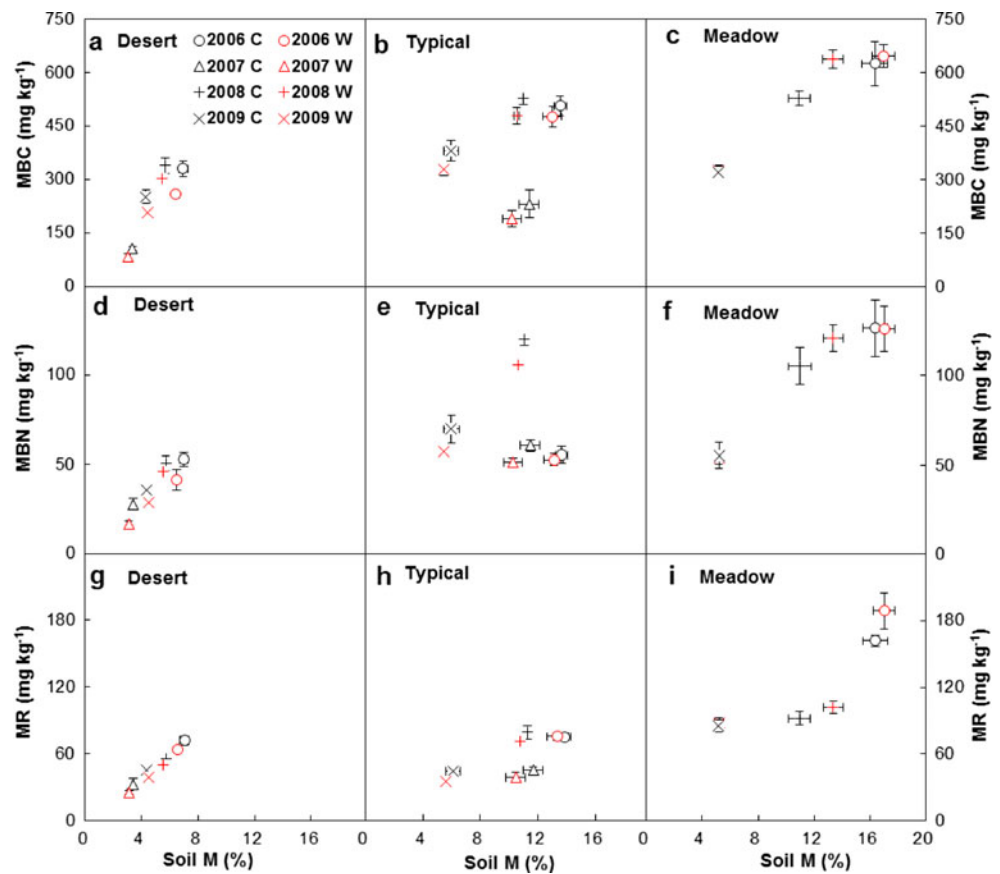 a Desert
2006 C 2006 W
2007 C 2007 W
2008 C 2008 W
2009 C 2009 W
b Typical
c Meadow
MBC (mg kg-1)
750
600
450
300
150
0
750
600
450
300
150
0
MBC (mg kg-1)
d Desert
e Typical
f Meadow
MBN (mg kg-1)
100
50
0
100
50
0
MBN (mg kg-1)
g Desert
h Typical
i Meadow
MR (mg kg-1)
180
120
60
0
180
120
60
0
MR (mg kg-1)
0 4 8 12 16 0 4 8 12 16 0 4 8 12 16 20
Soil M (%) Soil M (%) Soil M (%)